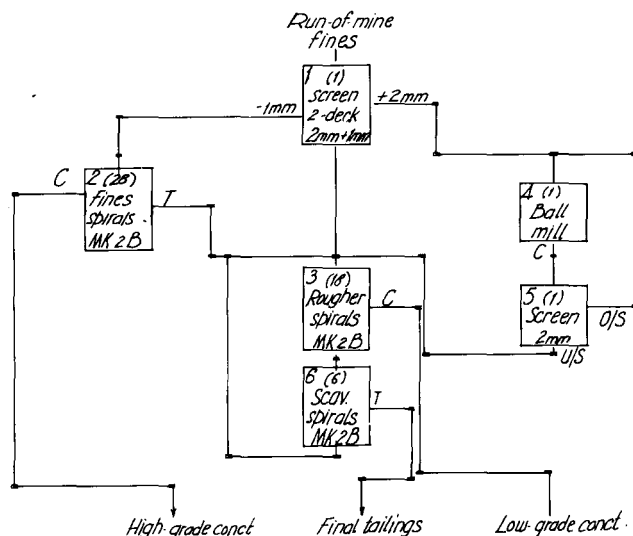 Run-of-mine
fines
1 (1)
Screen
2-deck
2mm+1mm
-1mm
+2mm
C
2 (28)
fines
spirals
MK 2B
T
4 (1)
Ball
mill
C
3 (18)
Rougher
spirals
MK 2B
C
5 (1)
Screen
2mm
O/S
U/S
6 (6)
Scav.
spirals
MK 2B
T
High-grade conct
Final tailings
Low-grade conct.